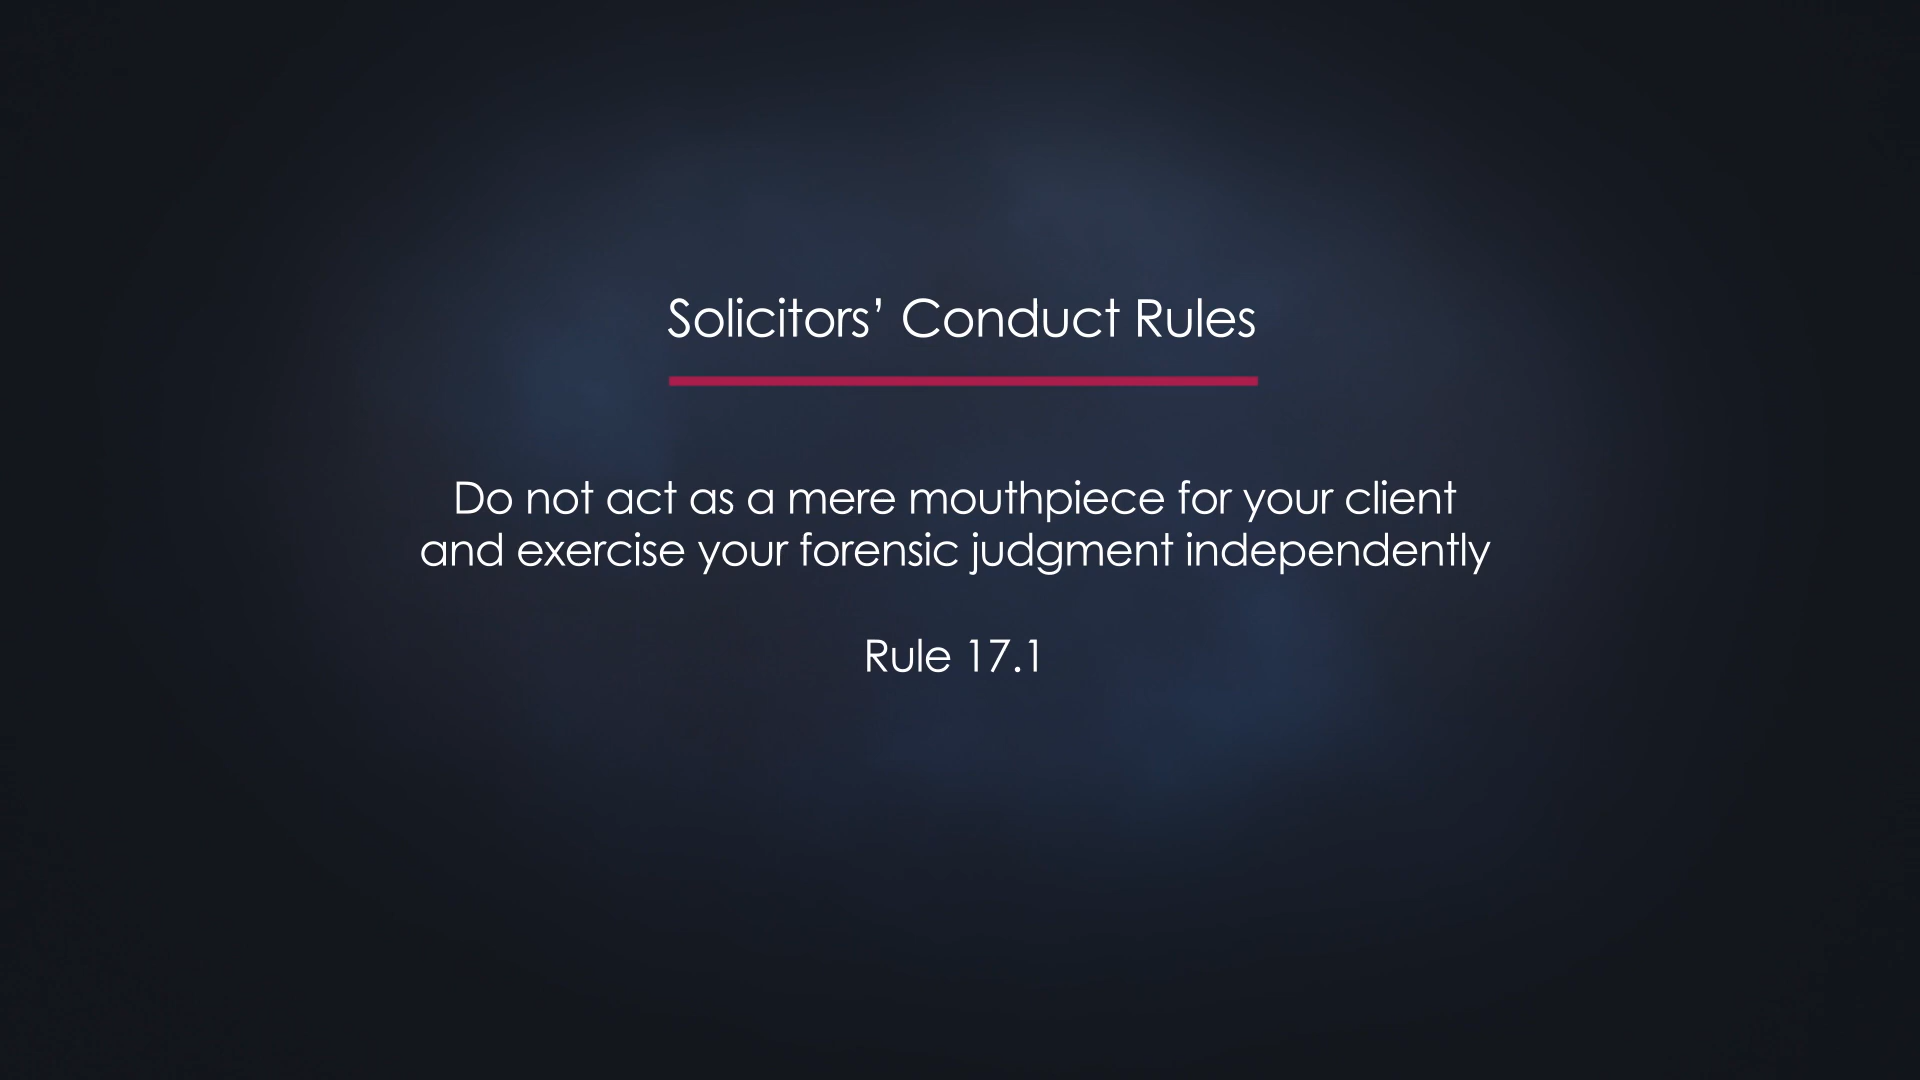 Solicitors’ Conduct Rules
Do not act as a mere mouthpiece for your client
and exercise your forensic judgment independently
Rule 17.1